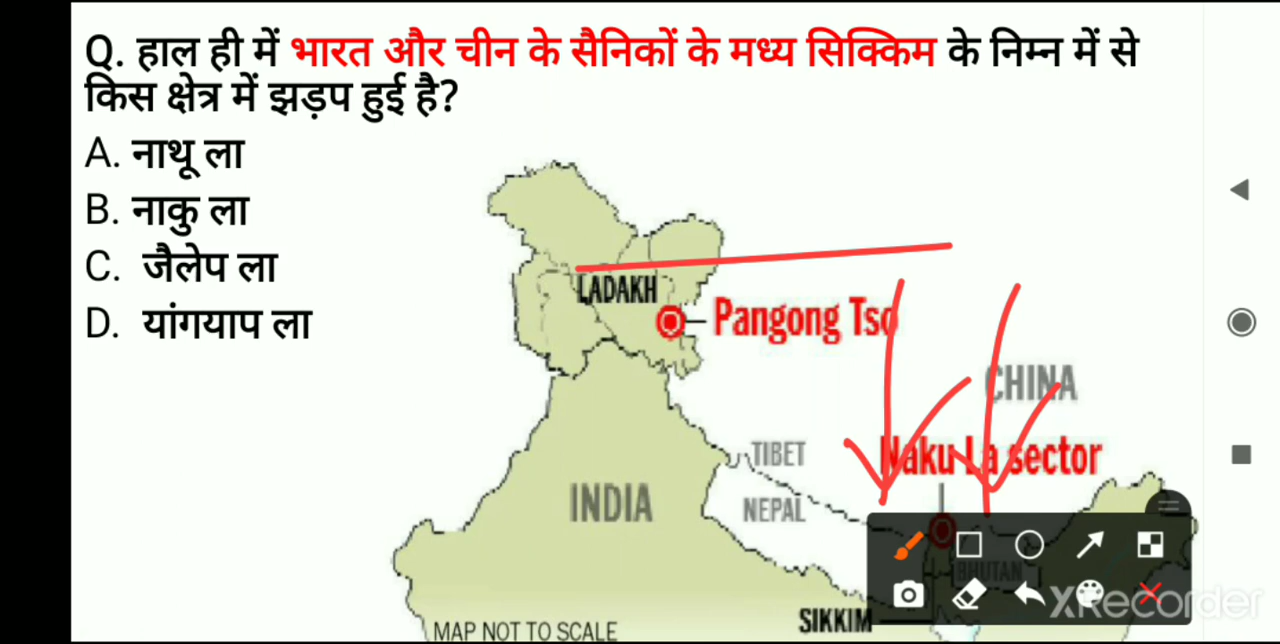 Q. हाल ही में भारत और चीन के सैनिकों के मध्य सिक्किम के निम्न में से
किस क्षेत्र में झड़प हुई है?
A. नाथू ला
B. नाकु ला
C. जैलेप ला
D. यांगयाप ला
LADAKH
Pangong Tso
CHINA
TIBET
Naku La sector
INDIA
NEPAL
BHUTAN
XRecorder
SIKKIM
MAP NOT TO SCALE